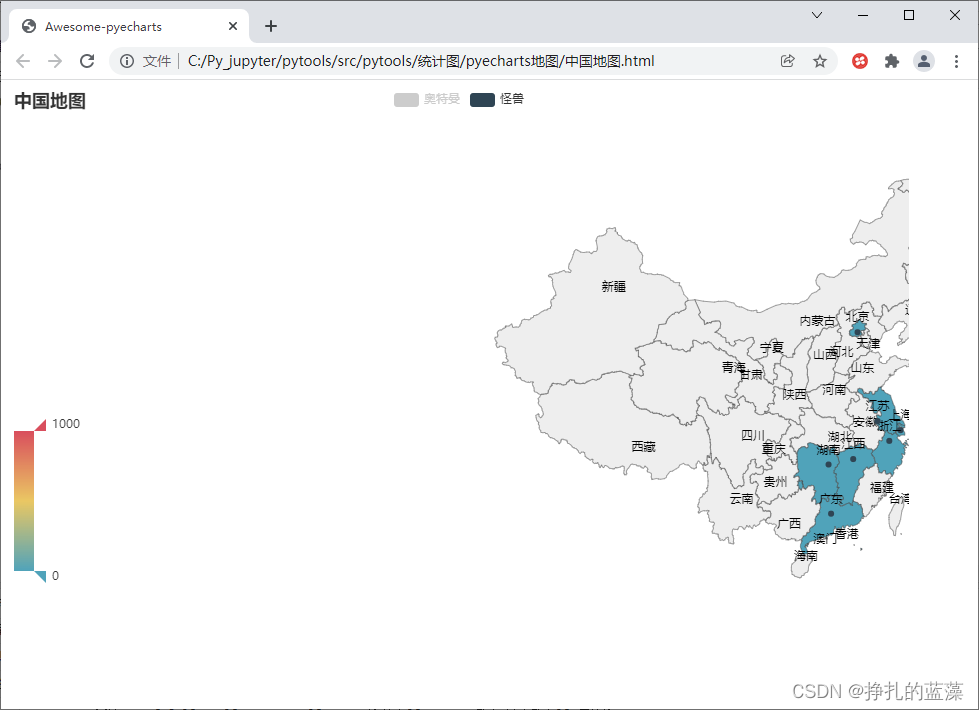 Awesome-pyecharts
文件 C:/Py_jupyter/pytools/src/pytools/统计图/pyecharts地图/中国地图.html
中国地图
奥特曼 怪兽
新疆
北京
内蒙古
天津
宁夏
山西
河北
青海
甘肃
山东
陕西
河南
江苏
上海
安徽
浙江
四川
湖北
西藏
重庆
湖南
江西
贵州
福建
云南
广东
台湾
广西
澳门
香港
海南
1000
0
CSDN @挣扎的蓝藻